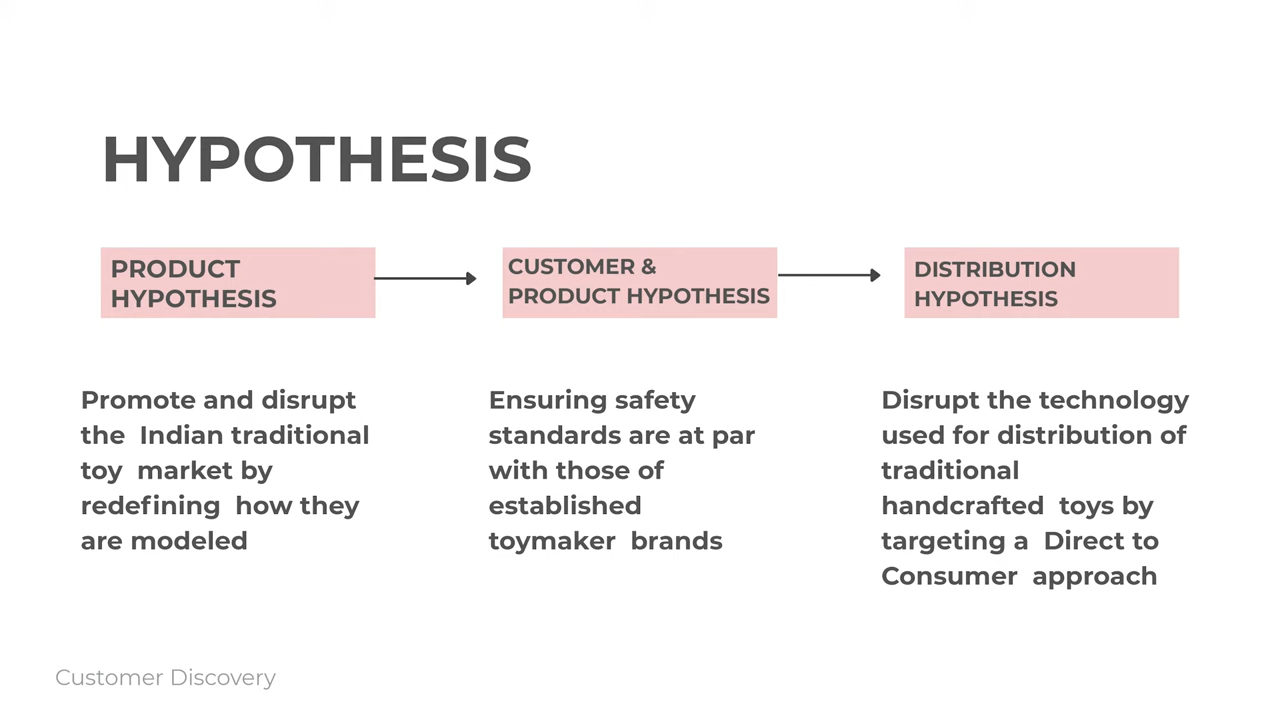 HYPOTHESIS
PRODUCT
HYPOTHESIS
CUSTOMER &
PRODUCT HYPOTHESIS
DISTRIBUTION
HYPOTHESIS
Promote and disrupt
the Indian traditional
toy market by
redefining how they
are modeled
Ensuring safety
standards are at par
with those of
established
toymaker brands
Disrupt the technology
used for distribution of
traditional
handcrafted toys by
targeting a Direct to
Consumer approach
Customer Discovery